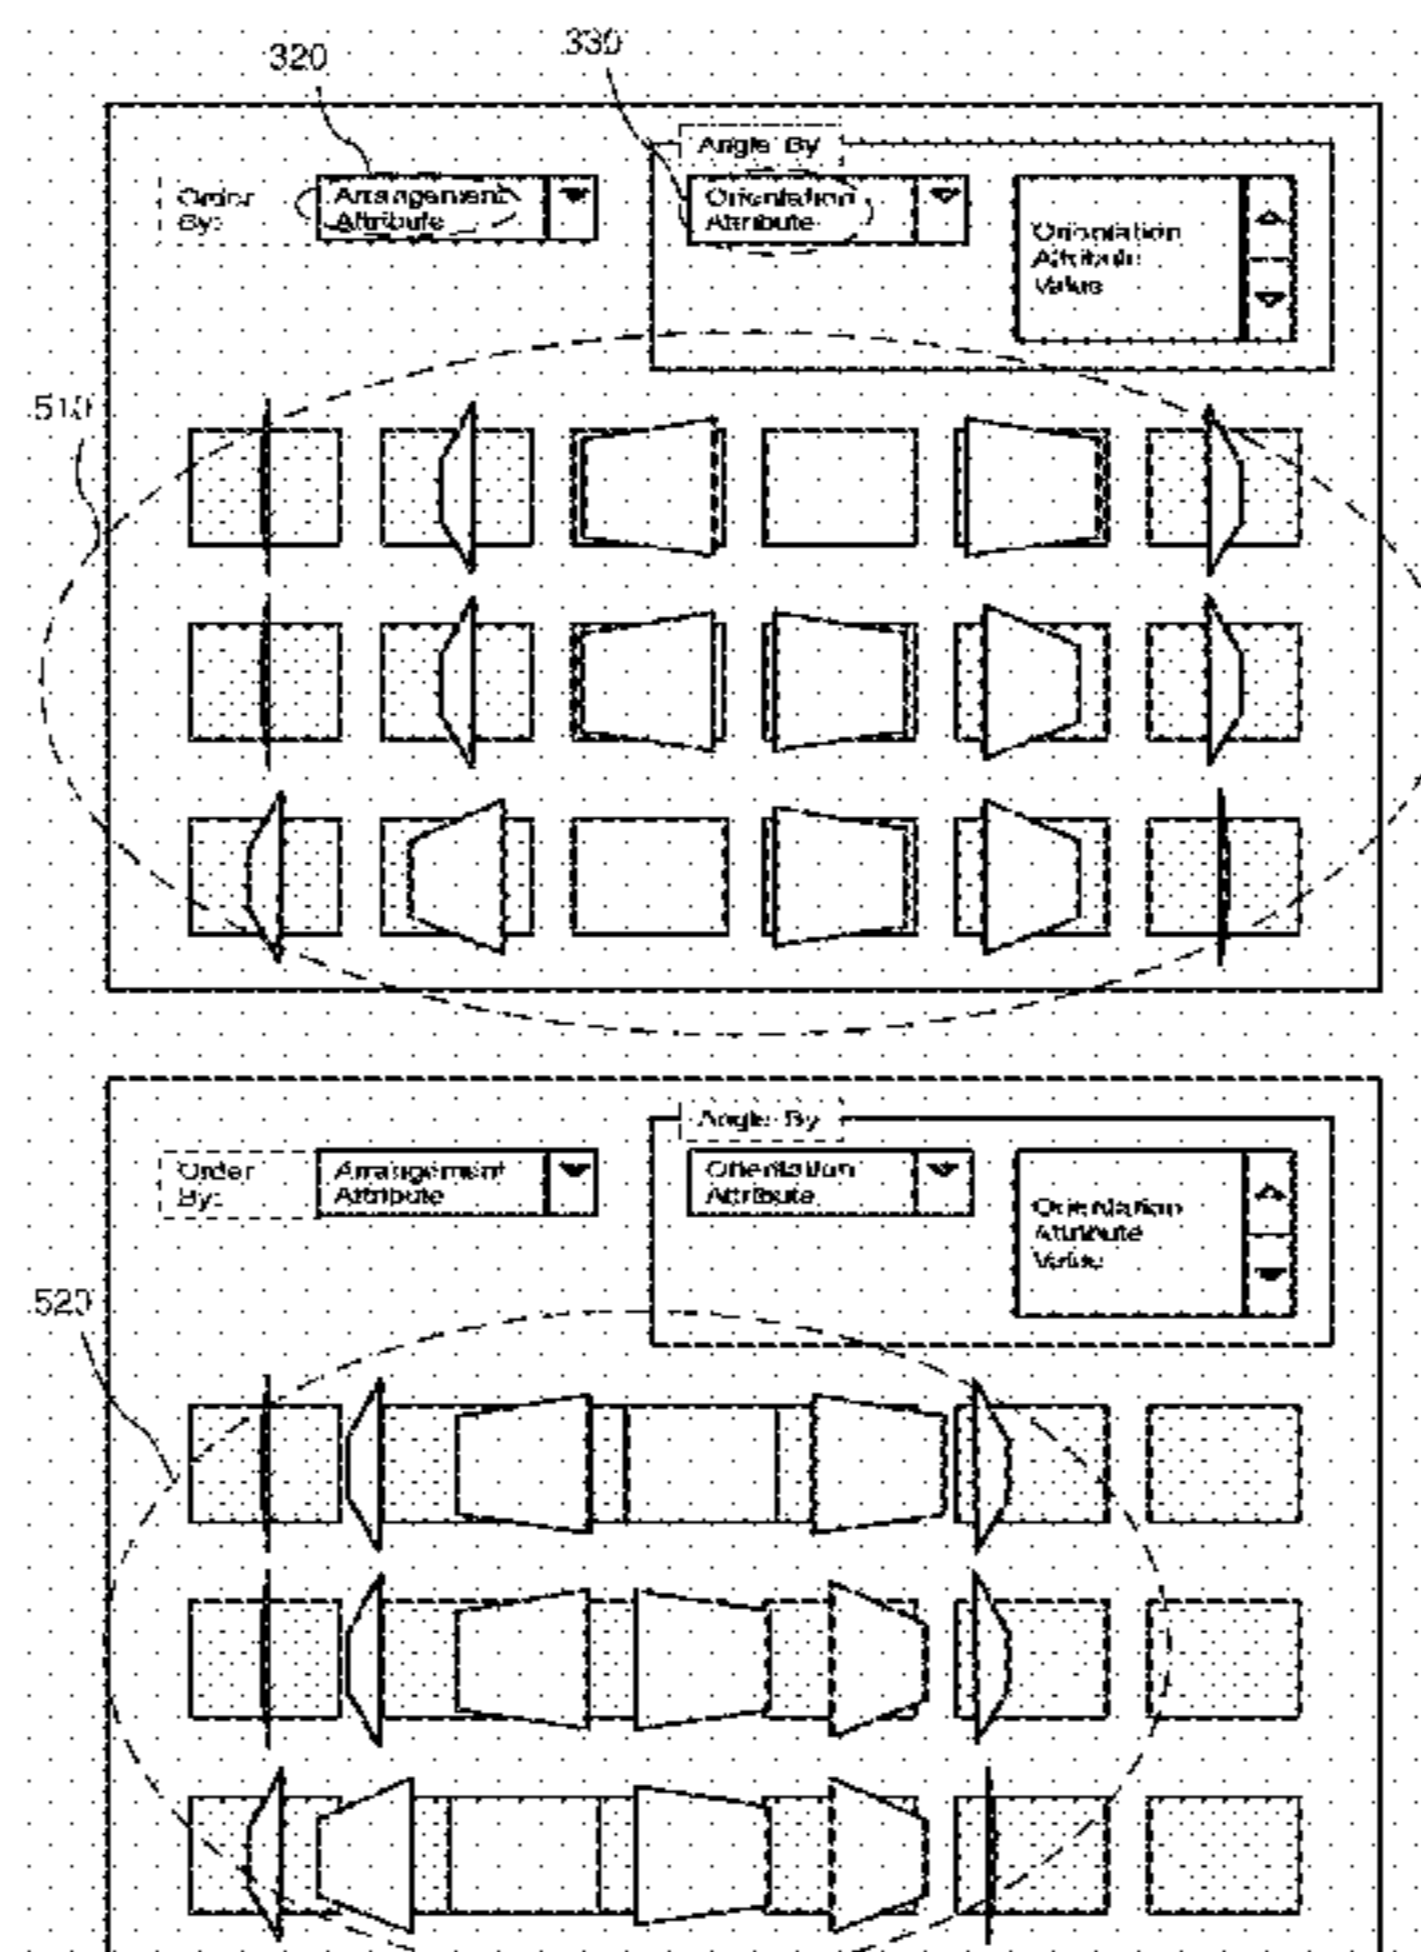 320
330
Angle By
Order
By:
Arrangement
Attribute
Orientation
Attribute
Orientation
Attribute
Value
510
Angle By
Order
By:
Arrangement
Attribute
Orientation
Attribute
Orientation
Attribute
Value
520